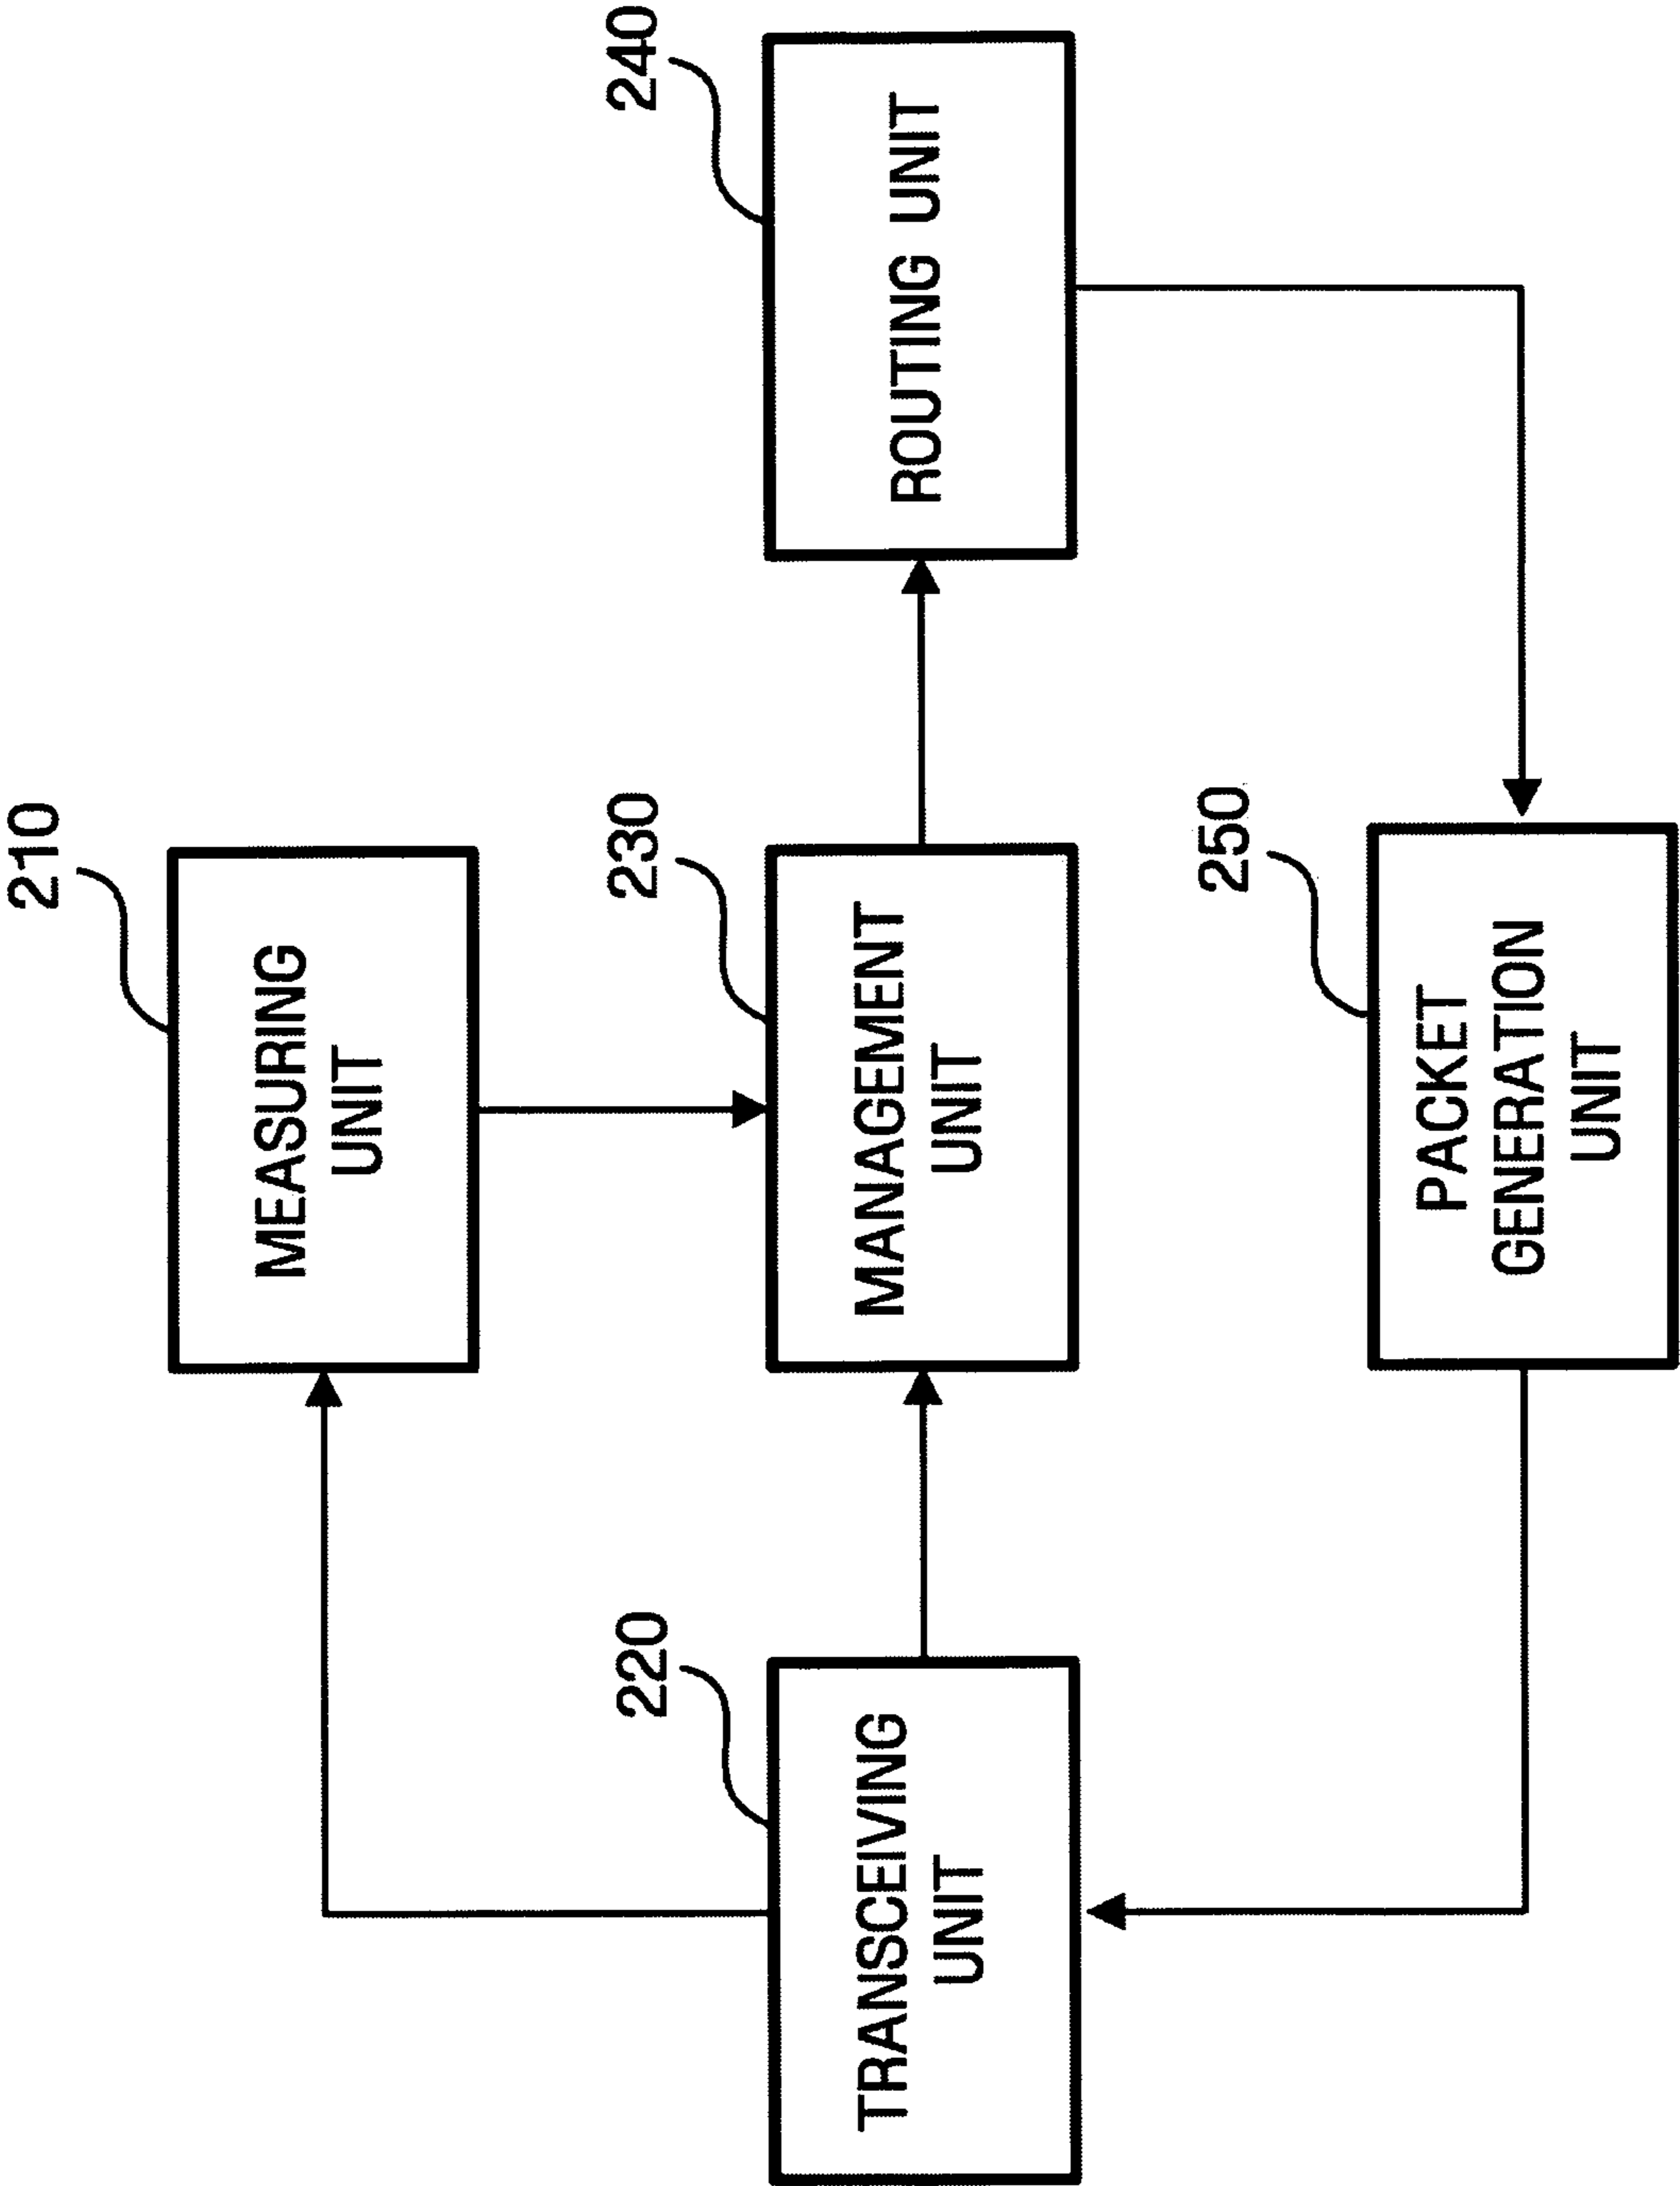 210
MEASURING
UNIT
220
TRANSCEIVING
UNIT
230
MANAGEMENT
UNIT
240
ROUTING UNIT
250
PACKET
GENERATION
UNIT